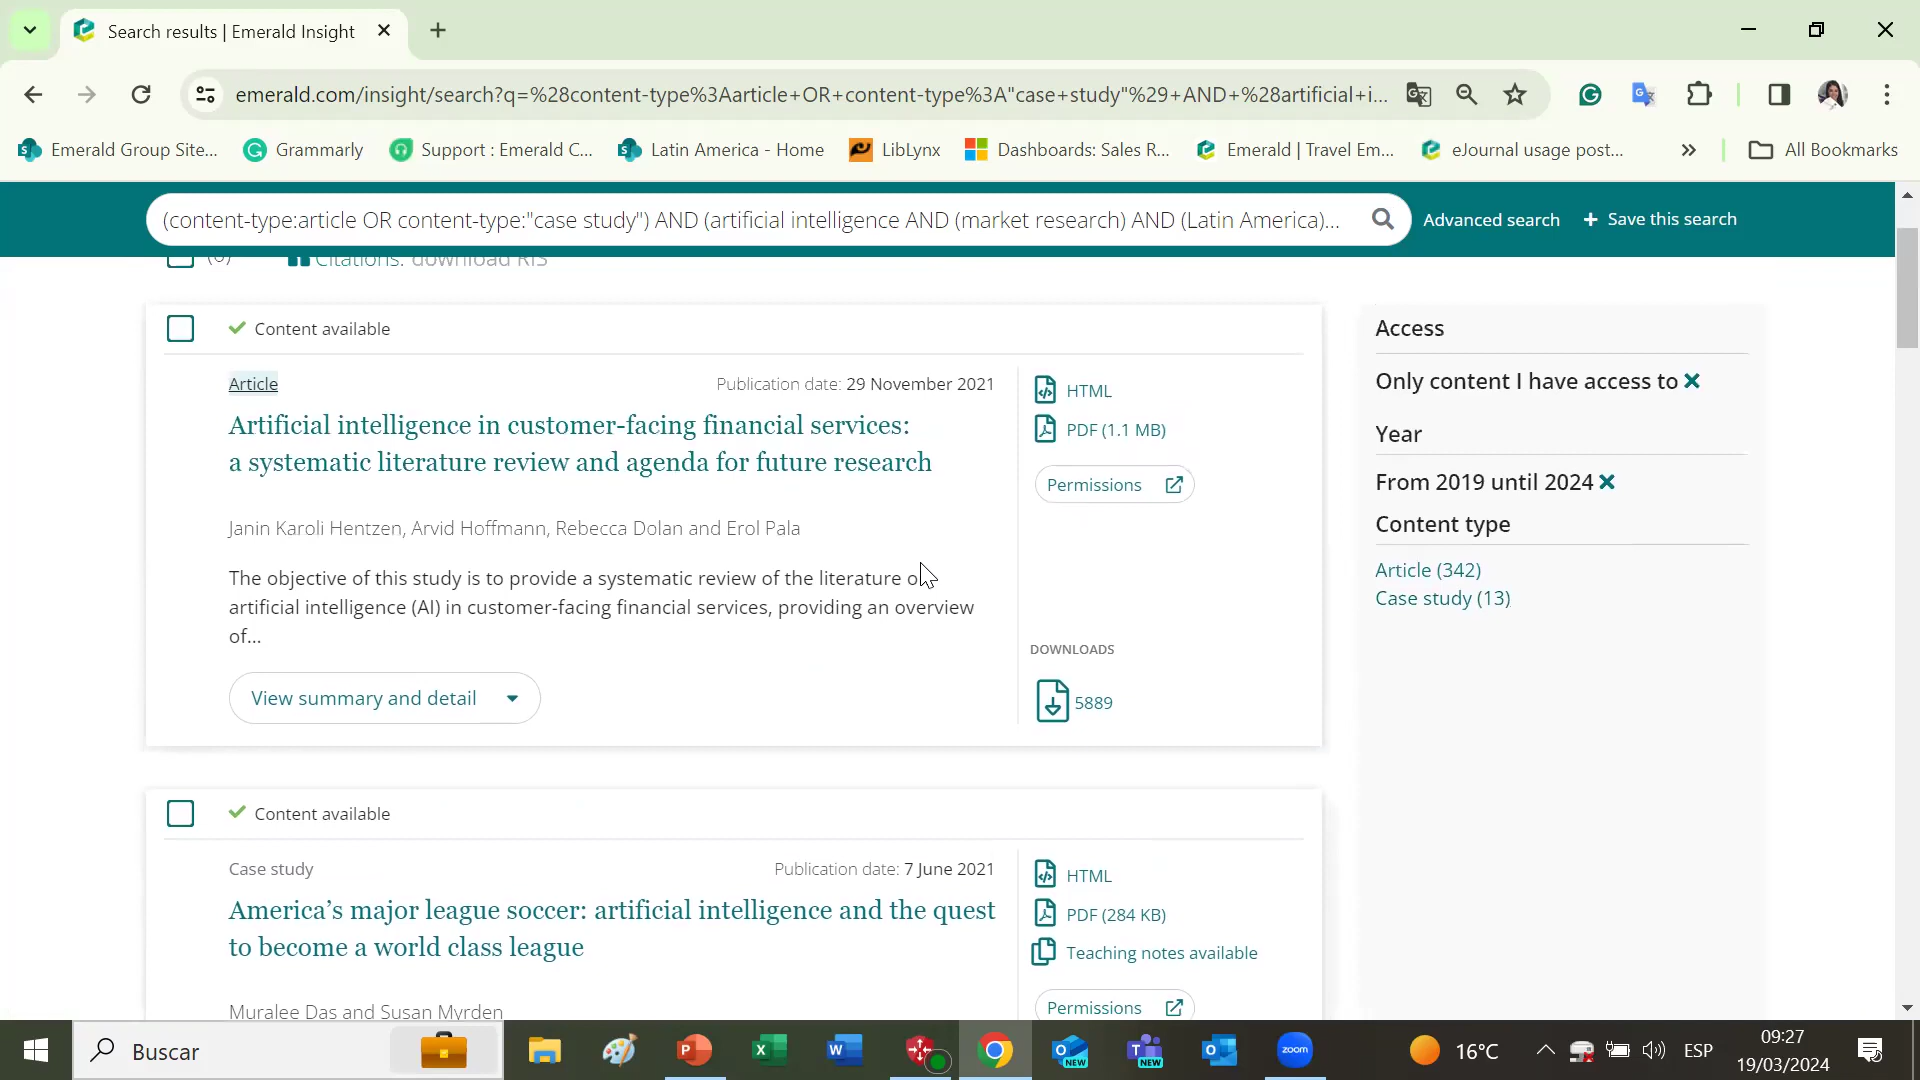 Search results | Emerald Insight
emerald.com/insight/search?q=%28content-type%3Aarticle+OR+content-type%3A"case+study"%29+AND+%28artificial+i...
Emerald Group Site...
Grammarly
Support : Emerald C...
Latin America - Home
LibLynx
Dashboards: Sales R...
Emerald | Travel Em...
eJournal usage post...
All Bookmarks
(content-type:article OR content-type:"case study") AND (artificial intelligence AND (market research) AND (Latin America)...
Advanced search
+ Save this search
Citations: download RIS
Content available
Article
Publication date: 29 November 2021
Artificial intelligence in customer-facing financial services:
a systematic literature review and agenda for future research
Janin Karoli Hentzen, Arvid Hoffmann, Rebecca Dolan and Erol Pala
The objective of this study is to provide a systematic review of the literature
artificial intelligence (AI) in customer-facing financial services, providing an overview
of...
View summary and detail
HTML
PDF (1.1 MB)
Permissions
DOWNLOADS
5889
Content available
Case study
Publication date: 7 June 2021
America’s major league soccer: artificial intelligence and the quest
to become a world class league
Muralee Das and Susan Myrden
HTML
PDF (284 KB)
Teaching notes available
Permissions
Access
Only content I have access to
Year
From 2019 until 2024
Content type
Article (342)
Case study (13)
Buscar
NEW
NEW
zoom
16°C
ESP
09:27
19/03/2024